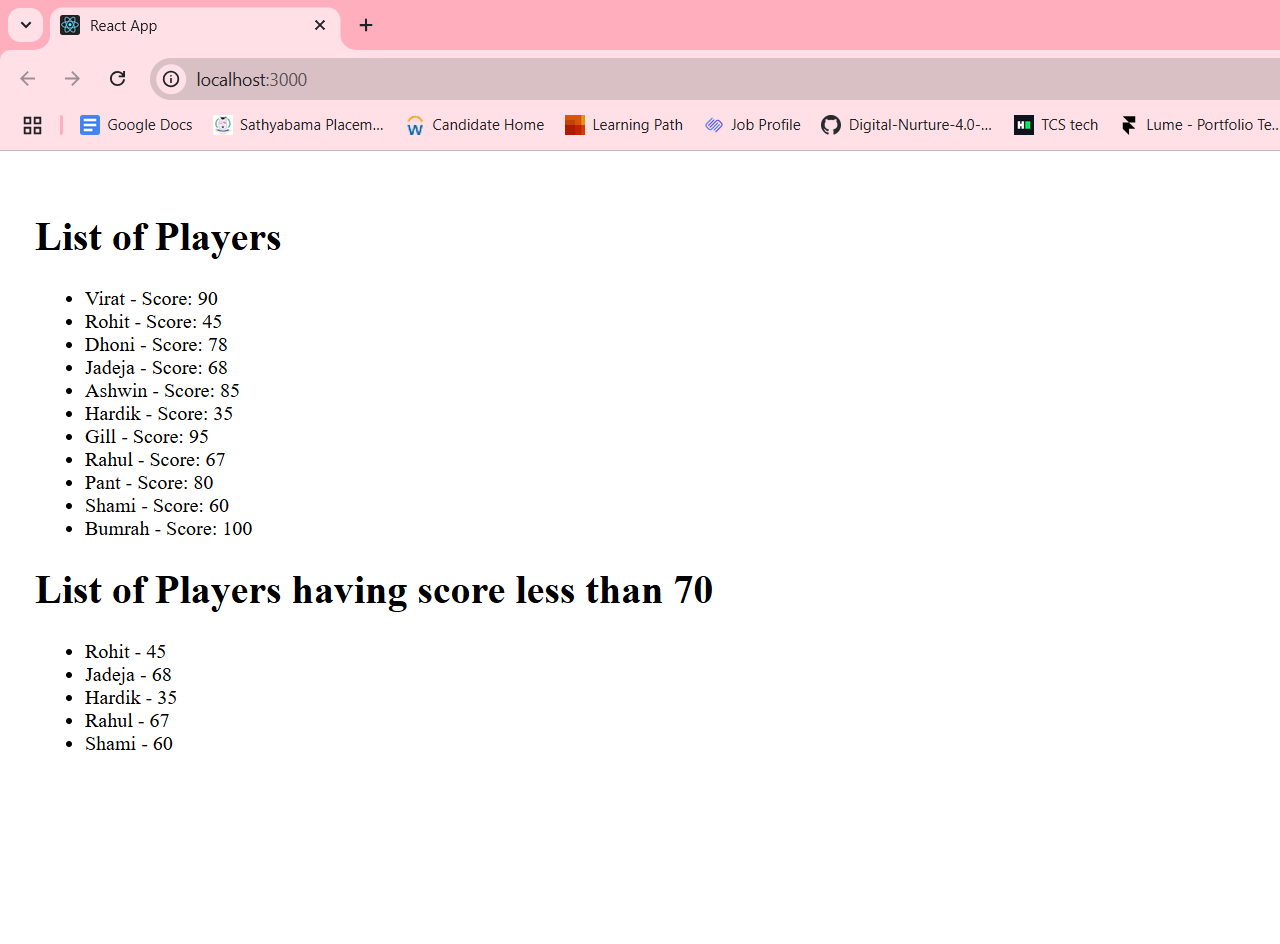 React App
localhost:3000
Google Docs
Sathyabama Placem...
Candidate Home
Learning Path
Job Profile
Digital-Nurture-4.0-...
TCS tech
Lume - Portfolio Te...
List of Players
• Virat - Score: 90
• Rohit - Score: 45
• Dhoni - Score: 78
• Jadeja - Score: 68
• Ashwin - Score: 85
• Hardik - Score: 35
• Gill - Score: 95
• Rahul - Score: 67
• Pant - Score: 80
• Shami - Score: 60
• Bumrah - Score: 100
List of Players having score less than 70
• Rohit - 45
• Jadeja - 68
• Hardik - 35
• Rahul - 67
• Shami - 60